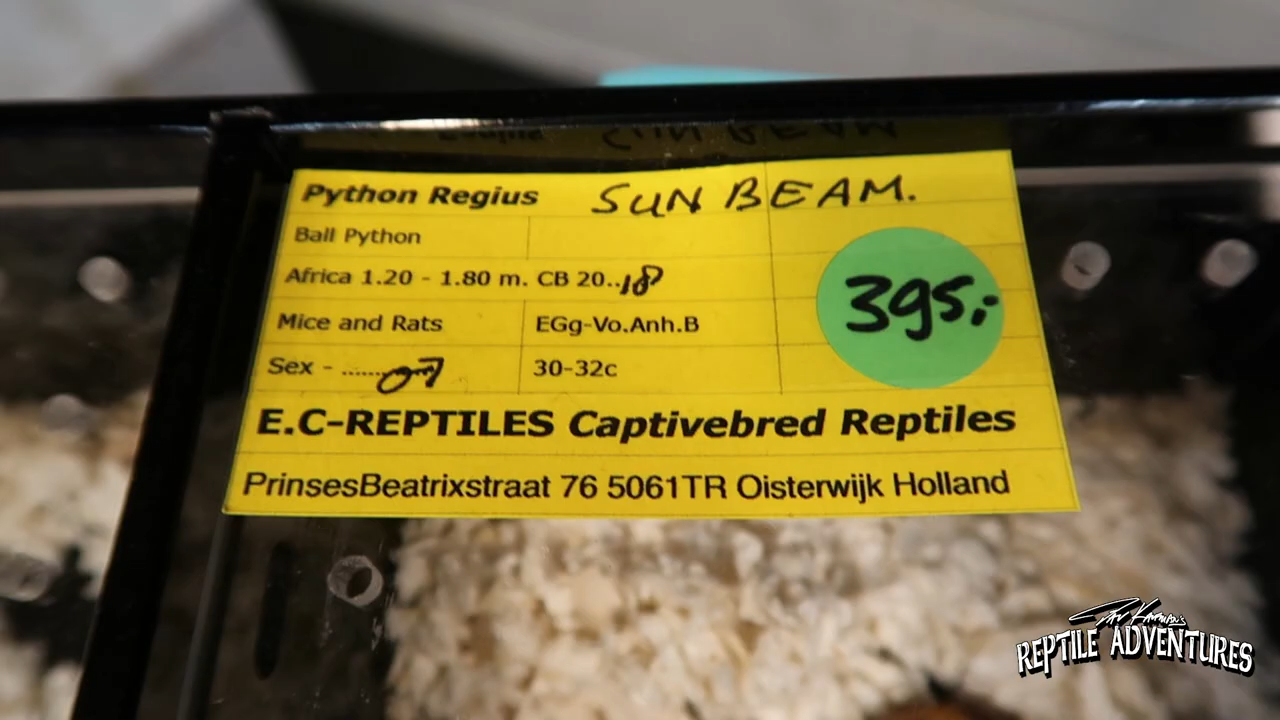 Python Regius SUN BEAM.
Ball Python
Africa 1.20 - 1.80 m. CB 20..18
395,-
Mice and Rats EGg-Vo.Anh.B
Sex - ....... ♂
30-32c
E.C-REPTILES Captivebred Reptiles
PrinsesBeatrixstraat 76 5061TR Oisterwijk Holland
REPTILE ADVENTURES